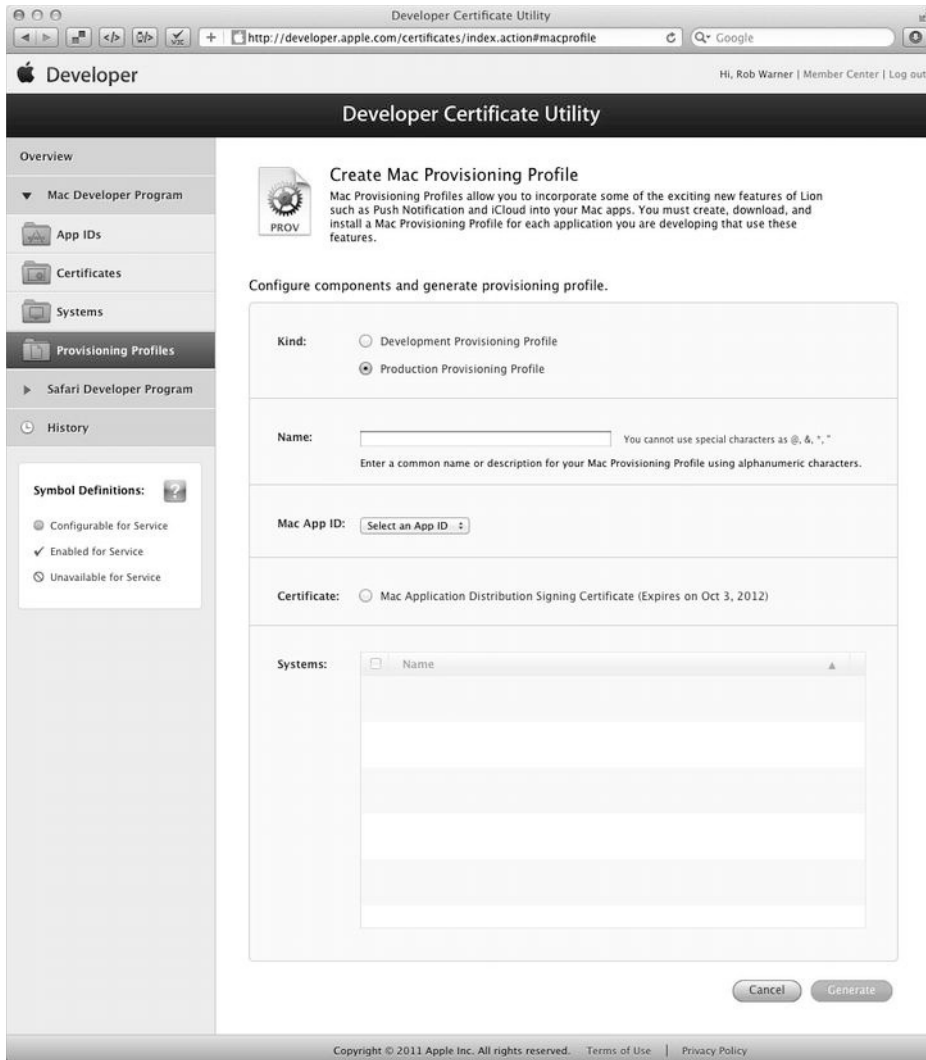 Developer Certificate Utility
http://developer.apple.com/certificates/index.action#macprofile
Google
Developer
Hi, Rob Warner | Member Center | Log out
Developer Certificate Utility
Overview
Mac Developer Program
App IDs
Certificates
Systems
Provisioning Profiles
Safari Developer Program
History
Symbol Definitions:
?
Configurable for Service
Enabled for Service
Unavailable for Service
PROV
Create Mac Provisioning Profile
Mac Provisioning Profiles allow you to incorporate some of the exciting new features of Lion
such as Push Notification and iCloud into your Mac apps. You must create, download, and
install a Mac Provisioning Profile for each application you are developing that use these
features.
Configure components and generate provisioning profile.
Kind:
Development Provisioning Profile
Production Provisioning Profile
Name:
You cannot use special characters as @, &, *, "
Enter a common name or description for your Mac Provisioning Profile using alphanumeric characters.
Mac App ID:
Select an App ID
Certificate:
Mac Application Distribution Signing Certificate (Expires on Oct 3, 2012)
Systems:
Name
Cancel
Generate
Copyright © 2011 Apple Inc. All rights reserved. Terms of Use | Privacy Policy